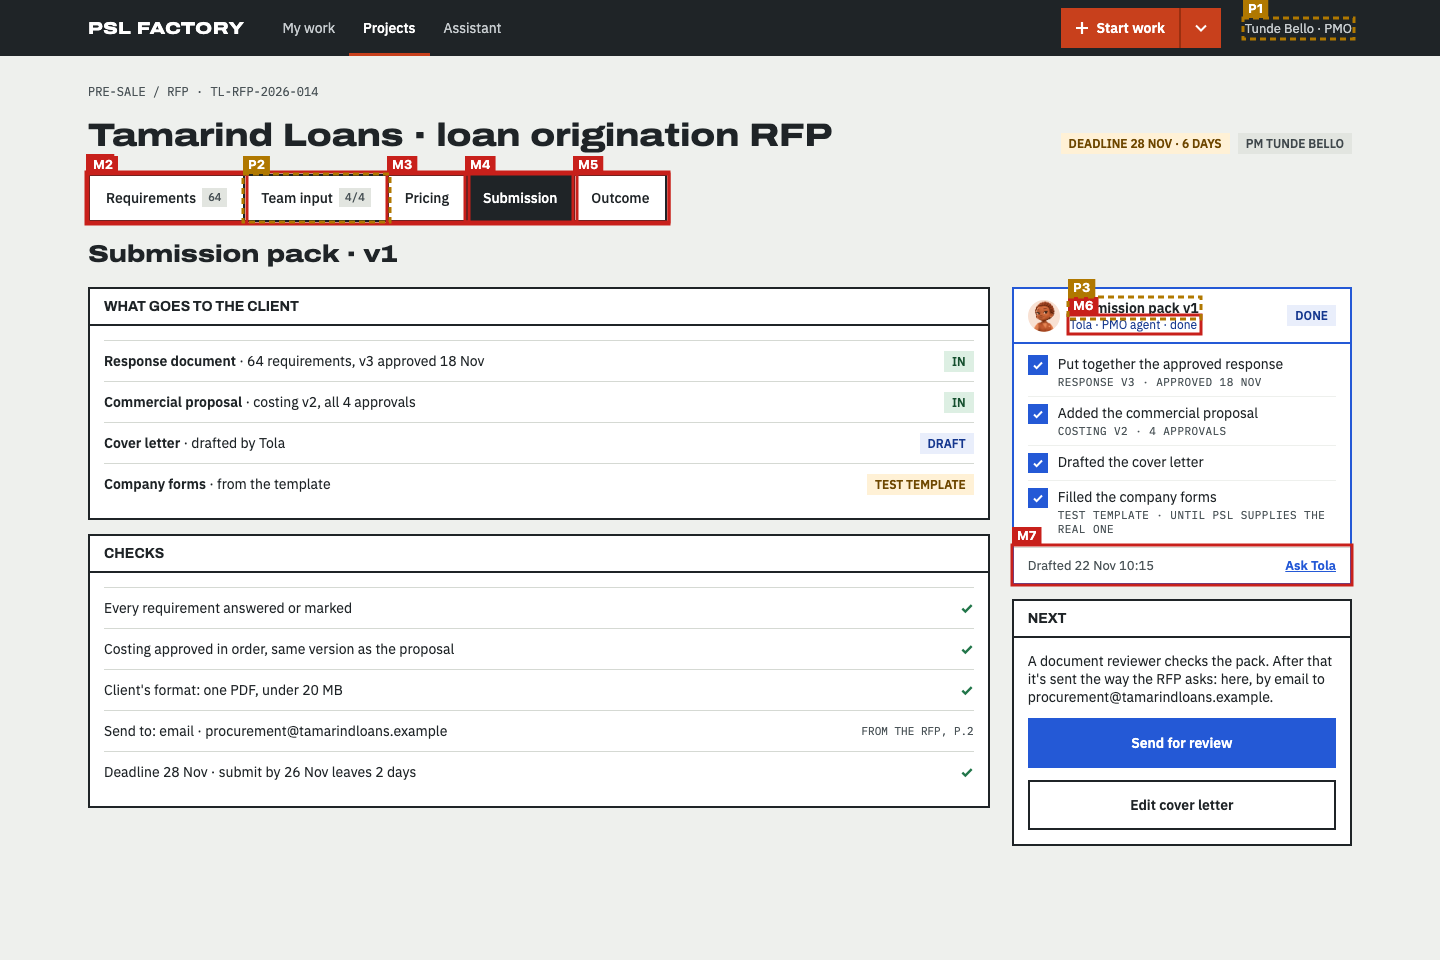 PSL FACTORY
My work
Projects
Assistant
Start work
P1
Tunde Bello · PMO
PRE-SALE / RFP · TL-RFP-2026-014
Tamarind Loans · loan origination RFP
DEADLINE 28 NOV · 6 DAYS
PM TUNDE BELLO
M2
P2
M3
M4
M5
Requirements 64
Team input 4/4
Pricing
Submission
Outcome
Submission pack · v1
WHAT GOES TO THE CLIENT
Response document · 64 requirements, v3 approved 18 Nov
IN
Commercial proposal · costing v2, all 4 approvals
IN
Cover letter · drafted by Tola
DRAFT
Company forms · from the template
TEST TEMPLATE
CHECKS
Every requirement answered or marked
Costing approved in order, same version as the proposal
Client's format: one PDF, under 20 MB
Send to: email · procurement@tamarindloans.example
FROM THE RFP, P.2
Deadline 28 Nov · submit by 26 Nov leaves 2 days
P3
M6
mission pack v1
Tola · PMO agent · done
DONE
Put together the approved response
RESPONSE V3 · APPROVED 18 NOV
Added the commercial proposal
COSTING V2 · 4 APPROVALS
Drafted the cover letter
Filled the company forms
TEST TEMPLATE · UNTIL PSL SUPPLIES THE
REAL ONE
M7
Drafted 22 Nov 10:15
Ask Tola
NEXT
A document reviewer checks the pack. After that
it's sent the way the RFP asks: here, by email to
procurement@tamarindloans.example.
Send for review
Edit cover letter